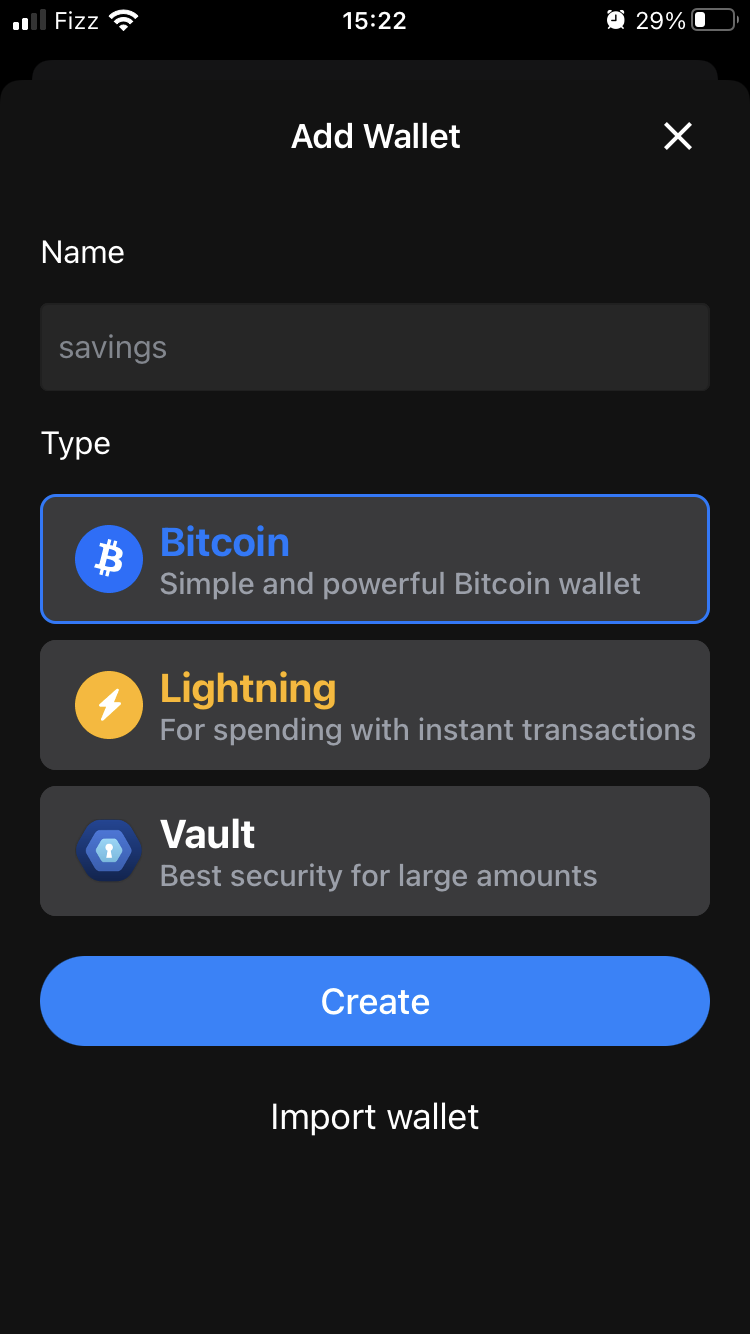 Fizz 15:22 29%
Add Wallet
Name
savings
Type
Bitcoin
Simple and powerful Bitcoin wallet
Lightning
For spending with instant transactions
Vault
Best security for large amounts
Create
Import wallet